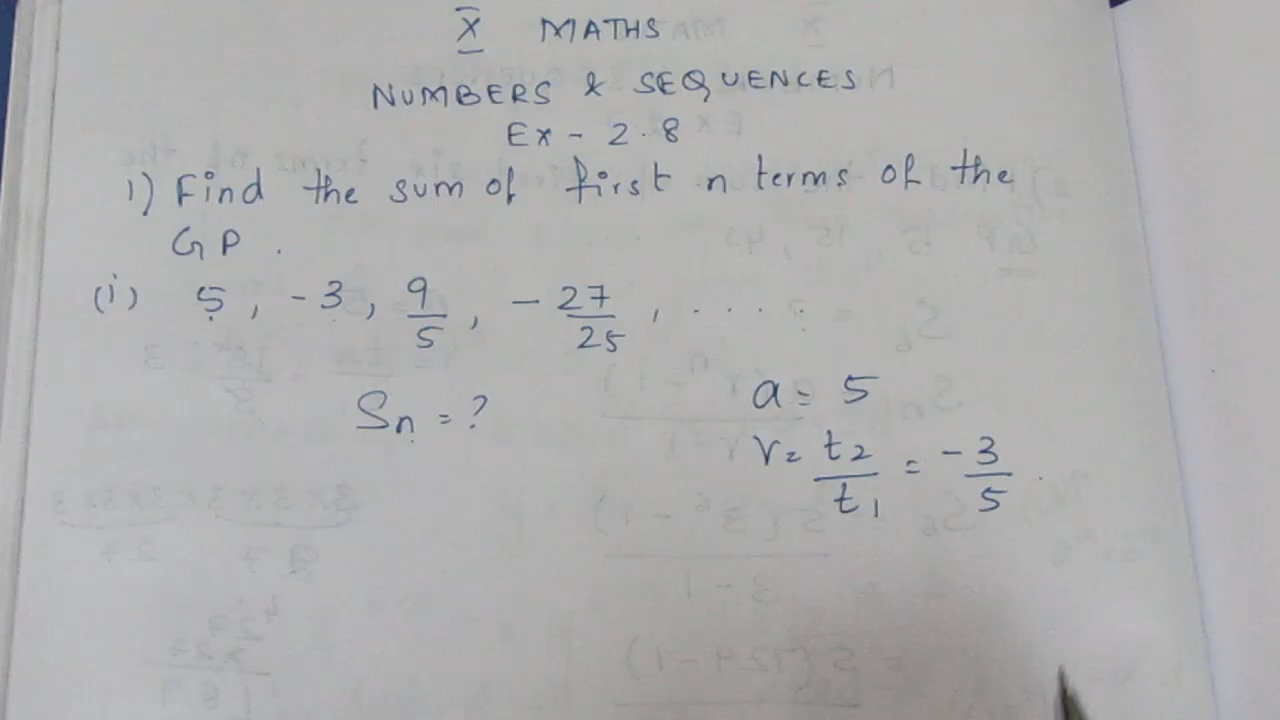 X MATHS
NUMBERS & SEQUENCES
Ex - 2.8
1) Find the sum of first n terms of the
GP.
(i) 5, -3, 9/5, -27/25, .....
Sn = ?
a = 5
r = t2/t1 = -3/5